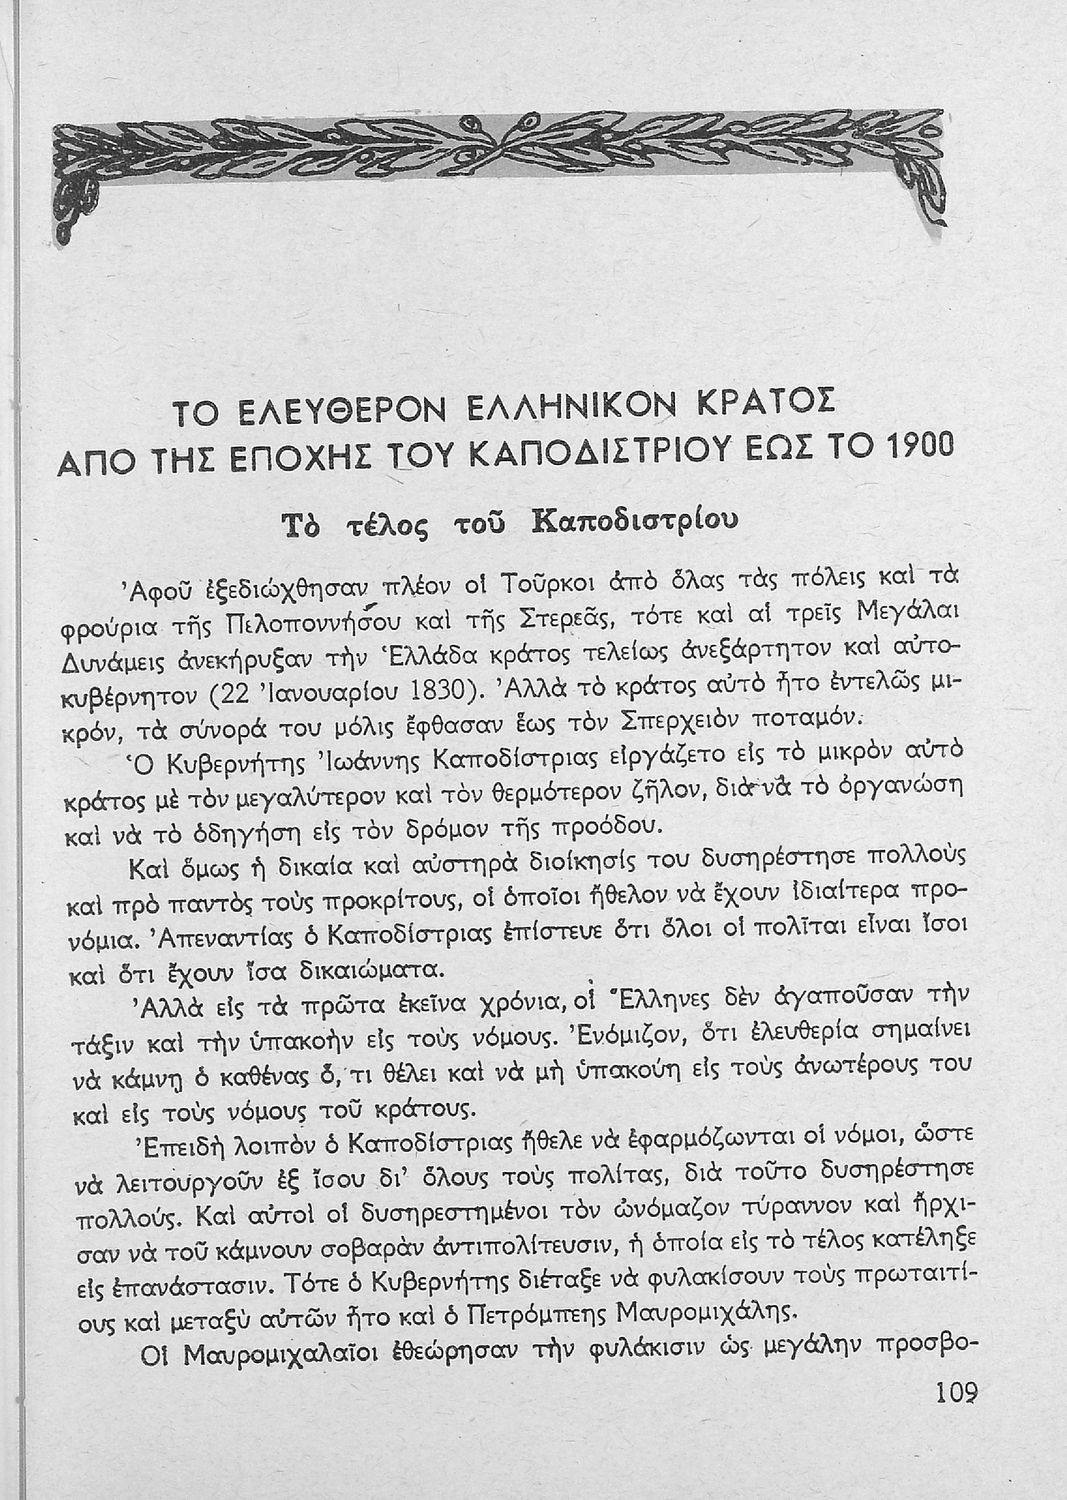 ΤΟ ΕΛΕΥΘΕΡΟΝ ΕΛΛΗΝΙΚΟΝ ΚΡΑΤΟΣ
ΑΠΟ ΤΗΣ ΕΠΟΧΗΣ ΤΟΥ ΚΑΠΟΔΙΣΤΡΙΟΥ ΕΩΣ ΤΟ 1900
Τὸ τέλος τοῦ Καποδιστρίου
Ἀφοῦ ἐξεδιώχθησαν πλέον οἱ Τοῦρκοι ἀπὸ ὅλας τὰς πόλεις καὶ τὰ
φρούρια τῆς Πελοποννήσου καὶ τῆς Στερεᾶς, τότε καὶ αἱ τρεῖς Μεγάλαι
Δυνάμεις ἀνεκήρυξαν τὴν Ἑλλάδα κράτος τελείως ἀνεξάρτητον καὶ αὐτο-
κυβέρνητον (22 Ἰανουαρίου 1830). Ἀλλὰ τὸ κράτος αὐτὸ ἦτο ἐντελῶς μι-
κρόν, τὰ σύνορά του μόλις ἔφθασαν ἕως τὸν Σπερχειὸν ποταμόν.
Ὁ Κυβερνήτης Ἰωάννης Καποδίστριας εἰργάζετο εἰς τὸ μικρὸν αὐτὸ
κράτος μὲ τὸν μεγαλύτερον καὶ τὸν θερμότερον ζῆλον, διὰ νὰ τὸ ὀργανώση
καὶ νὰ τὸ ὁδηγήση εἰς τὸν δρόμον τῆς προόδου.
Καὶ ὅμως ἡ δικαία καὶ αὐστηρὰ διοίκησίς του δυσηρέστησε πολλοὺς
καὶ πρὸ παντὸς τοὺς προκρίτους, οἱ ὁποῖοι ἤθελον νὰ ἔχουν ἰδιαίτερα προ-
νόμια. Ἀπεναντίας ὁ Καποδίστριας ἐπίστευε ὅτι ὅλοι οἱ πολῖται εἶναι ἴσοι
καὶ ὅτι ἔχουν ἴσα δικαιώματα.
Ἀλλὰ εἰς τὰ πρῶτα ἐκεῖνα χρόνια, οἱ Ἕλληνες δὲν ἀγαποῦσαν τὴν
τάξιν καὶ τὴν ὑπακοὴν εἰς τοὺς νόμους. Ἐνόμιζον, ὅτι ἐλευθερία σημαίνει
νὰ κάμνῃ ὁ καθένας ὅ,τι θέλει καὶ νὰ μὴ ὑπακούη εἰς τοὺς ἀνωτέρους του
καὶ εἰς τοὺς νόμους τοῦ κράτους.
Ἐπειδὴ λοιπὸν ὁ Καποδίστριας ἤθελε νὰ ἐφαρμόζωνται οἱ νόμοι, ὥστε
νὰ λειτουργοῦν ἐξ ἴσου δι' ὅλους τοὺς πολίτας, διὰ τοῦτο δυσηρέστησε
πολλούς. Καὶ αὐτοὶ οἱ δυσηρεστημένοι τὸν ὠνόμαζον τύραννον καὶ ἤρχι-
σαν νὰ τοῦ κάμνουν σοβαρὰν ἀντιπολίτευσιν, ἡ ὁποία εἰς τὸ τέλος κατέληξε
εἰς ἐπανάστασιν. Τότε ὁ Κυβερνήτης διέταξε νὰ φυλακίσουν τοὺς πρωταιτί-
ους καὶ μεταξὺ αὐτῶν ἦτο καὶ ὁ Πετρόμπεης Μαυρομιχάλης.
Οἱ Μαυρομιχαλαῖοι ἐθεώρησαν τὴν φυλάκισιν ὡς μεγάλην προσβο-
109